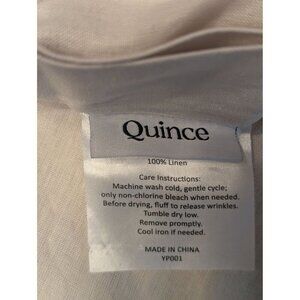 Quince
100% Linen
Care Instructions:
Machine wash cold, gentle cycle;
only non-chlorine bleach when needed.
Before drying, fluff to release wrinkles.
Tumble dry low.
Remove promptly.
Cool iron if needed.
MADE IN CHINA
YP001